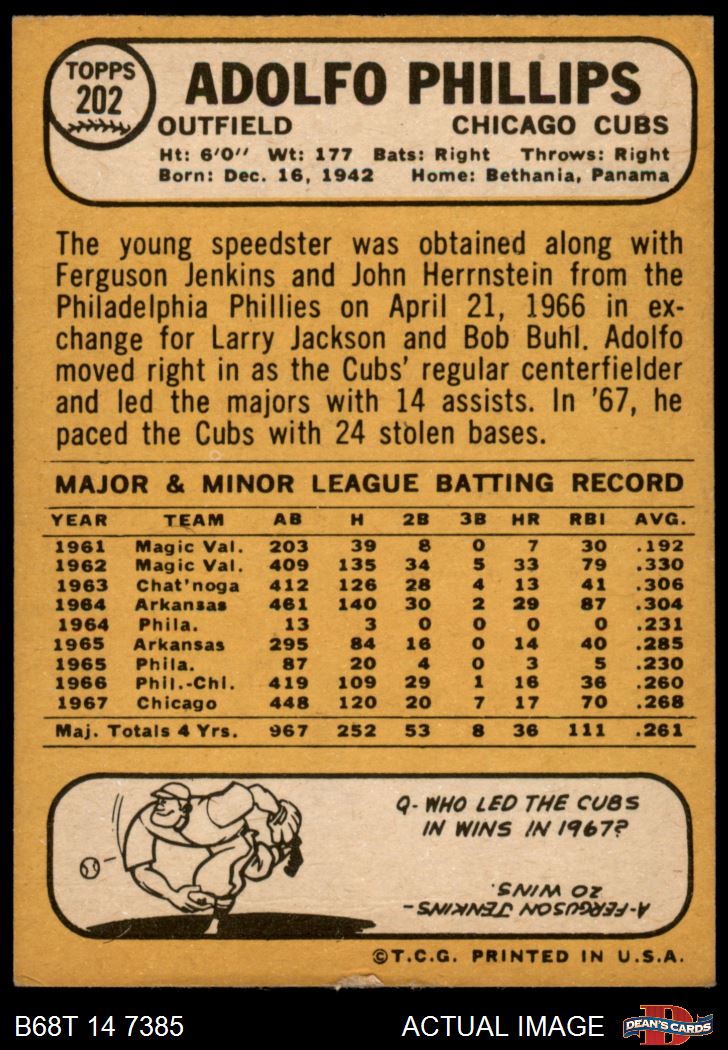 TOPPS
202
ADOLFO PHILLIPS
OUTFIELD CHICAGO CUBS
Ht: 6'0" Wt: 177 Bats: Right Throws: Right
Born: Dec. 16, 1942 Home: Bethania, Panama
The young speedster was obtained along with
Ferguson Jenkins and John Herrnstein from the
Philadelphia Phillies on April 21, 1966 in ex-
change for Larry Jackson and Bob Buhl. Adolfo
moved right in as the Cubs' regular centerfielder
and led the majors with 14 assists. In '67, he
paced the Cubs with 24 stolen bases.
MAJOR & MINOR LEAGUE BATTING RECORD
YEAR TEAM AB H 2B 3B HR RBI AVG.
1961 Magic Val. 203 39 8 0 7 30 .192
1962 Magic Val. 409 135 34 5 33 79 .330
1963 Chat'noga 412 126 28 4 13 41 .306
1964 Arkansas 461 140 30 2 29 87 .304
1964 Phila. 13 3 0 0 0 0 .231
1965 Arkansas 295 84 16 0 14 40 .285
1965 Phila. 87 20 4 0 3 5 .230
1966 Phil.-Chi. 419 109 29 1 16 36 .260
1967 Chicago 448 120 20 7 17 70 .268
Maj. Totals 4 Yrs. 967 252 53 8 36 111 .261
Q- WHO LED THE CUBS
IN WINS IN 1967?
A-FERGUSON JENKINS-
20 WINS.
©T.C.G. PRINTED IN U.S.A.
B68T 14 7385 ACTUAL IMAGE
D
DEAN'S CARDS